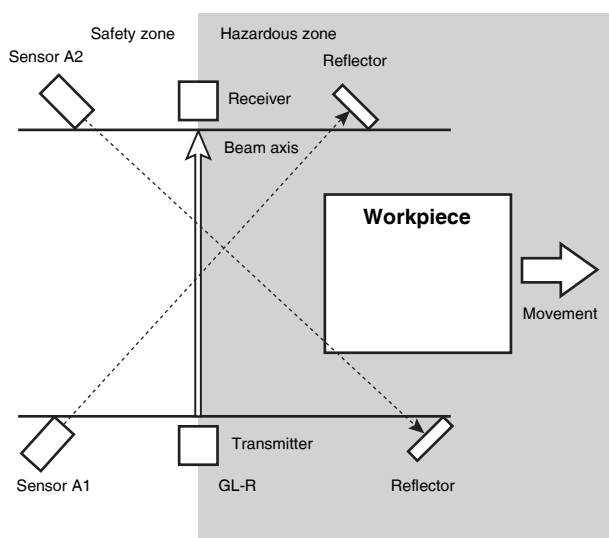 Safety zone
Hazardous zone
Sensor A2
Reflector
Receiver
Beam axis
Workpiece
Movement
Transmitter
Sensor A1
GL-R
Reflector